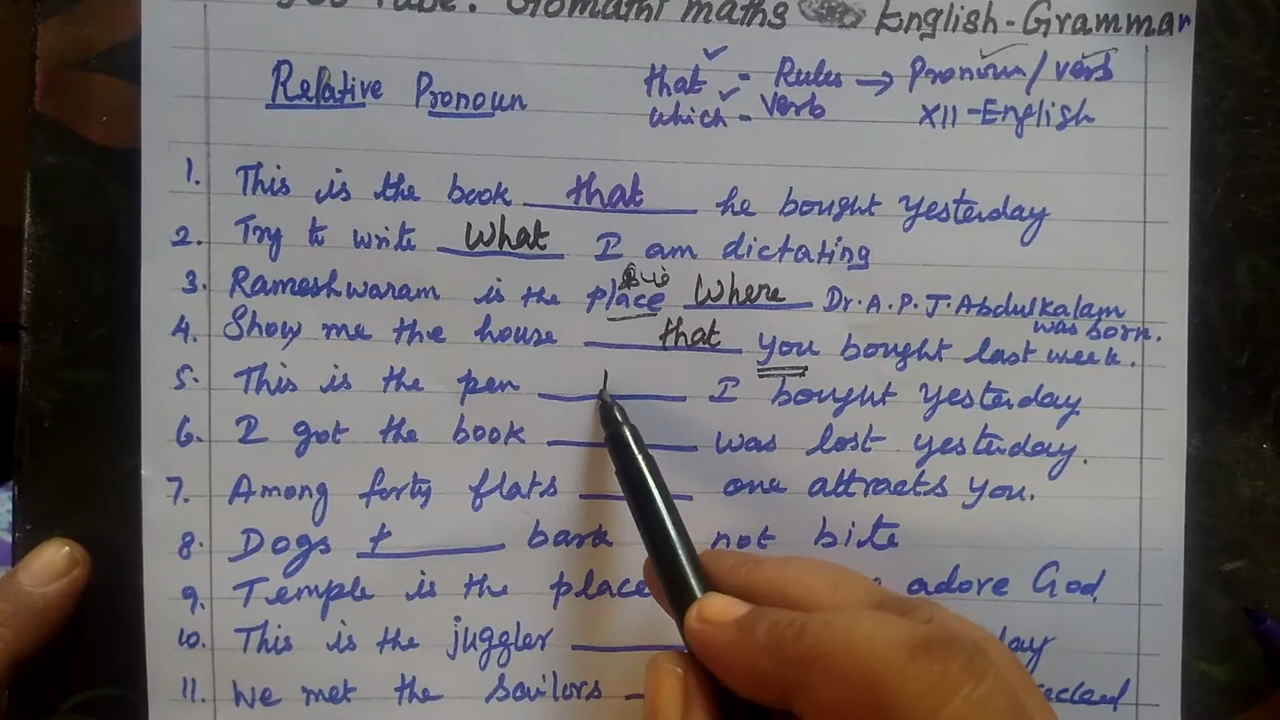 Tube: Gomathi maths English-Grammar
Relative Pronoun
that - Rules → Pronoun/verb
which - verb XII-English
1. This is the book that he bought yesterday
2. Try to write What I am dictating
3. Rameshwaram is the place Where Dr. A.P.J. Abdulkalam was born.
4. Show me the house that you bought last week.
5. This is the pen I bought yesterday
6. I got the book was lost yesterday.
7. Among forty flats one attracts you.
8. Dogs t bark not bite
9. Temple is the place adore God.
10. This is the juggler
11. We met the sailors